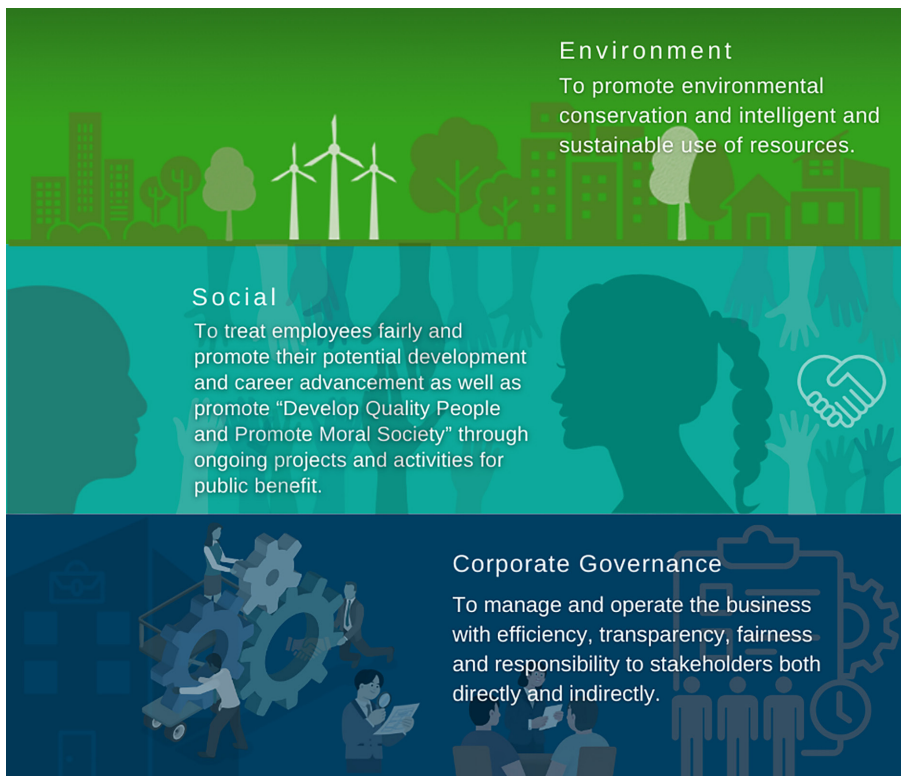 Environment
To promote environmental
conservation and intelligent and
sustainable use of resources.
Social
To treat employees fairly and
promote their potential development
and career advancement as well as
promote “Develop Quality People
and Promote Moral Society” through
ongoing projects and activities for
public benefit.
Corporate Governance
To manage and operate the business
with efficiency, transparency, fairness
and responsibility to stakeholders both
directly and indirectly.